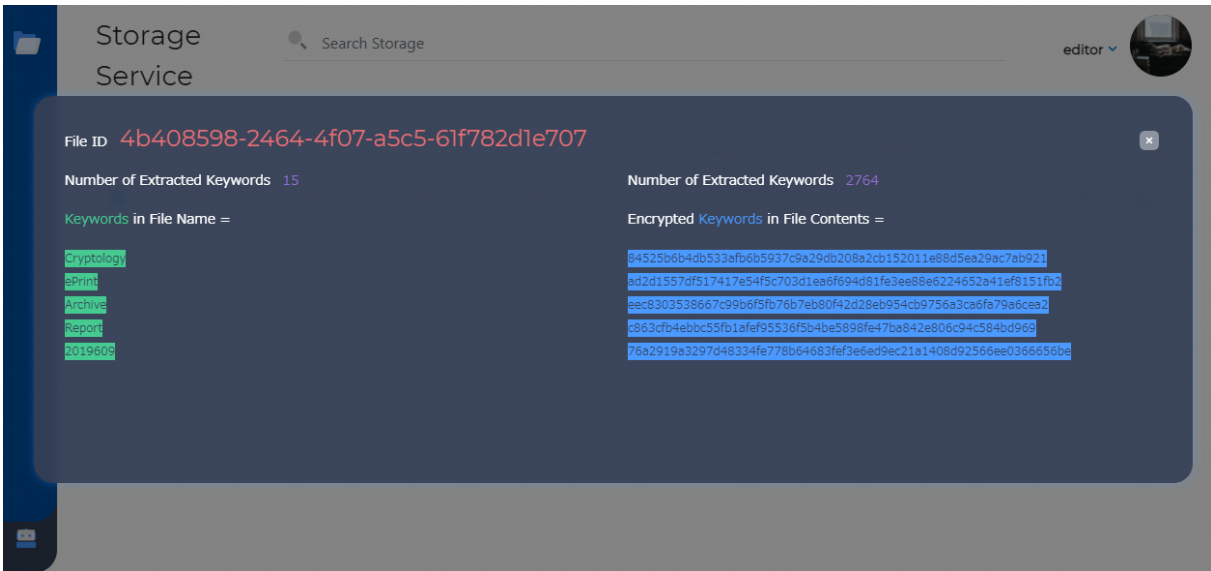 Storage
Service
Search Storage
editor
File ID 4b408598-2464-4f07-a5c5-61f782d1e707
×
Number of Extracted Keywords 15
Number of Extracted Keywords 2764
Keywords in File Name =
Encrypted Keywords in File Contents =
Cryptology
ePrint
Archive
Report
2019609
84525b6b4db533afb6b5937c9a29db208a2cb152011e88d5ea29ac7ab921
ad2d1557df517417e54f5c703d1ea6f694d81fe3ee88e6224652a41ef8151fb2
eec8303538667c99b6f5fb76b7eb80f42d28eb954cb9756a3ca6fa79a6cea2
c863cfb4ebbc55fb1afef95536f5b4be5898fe47ba842e806c94c584bd969
76a2919a3297d48334fe778b64683fef3e6ed9ec21a1408d92566ee0366656be